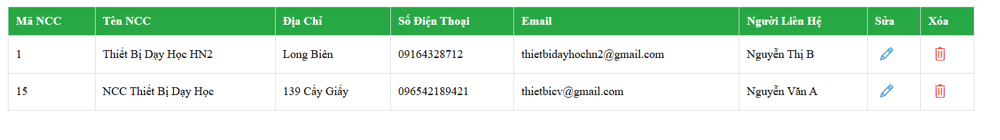 Mã NCC Tên NCC Địa Chỉ Số Điện Thoại Email Người Liên Hệ Sửa Xóa
1 Thiết Bị Dạy Học HN2 Long Biên 09164328712 thietbidayhochn2@gmail.com Nguyễn Thị B
15 NCC Thiết Bị Dạy Học 139 Cầy Giấy 096542189421 thietbicv@gmail.com Nguyễn Văn A